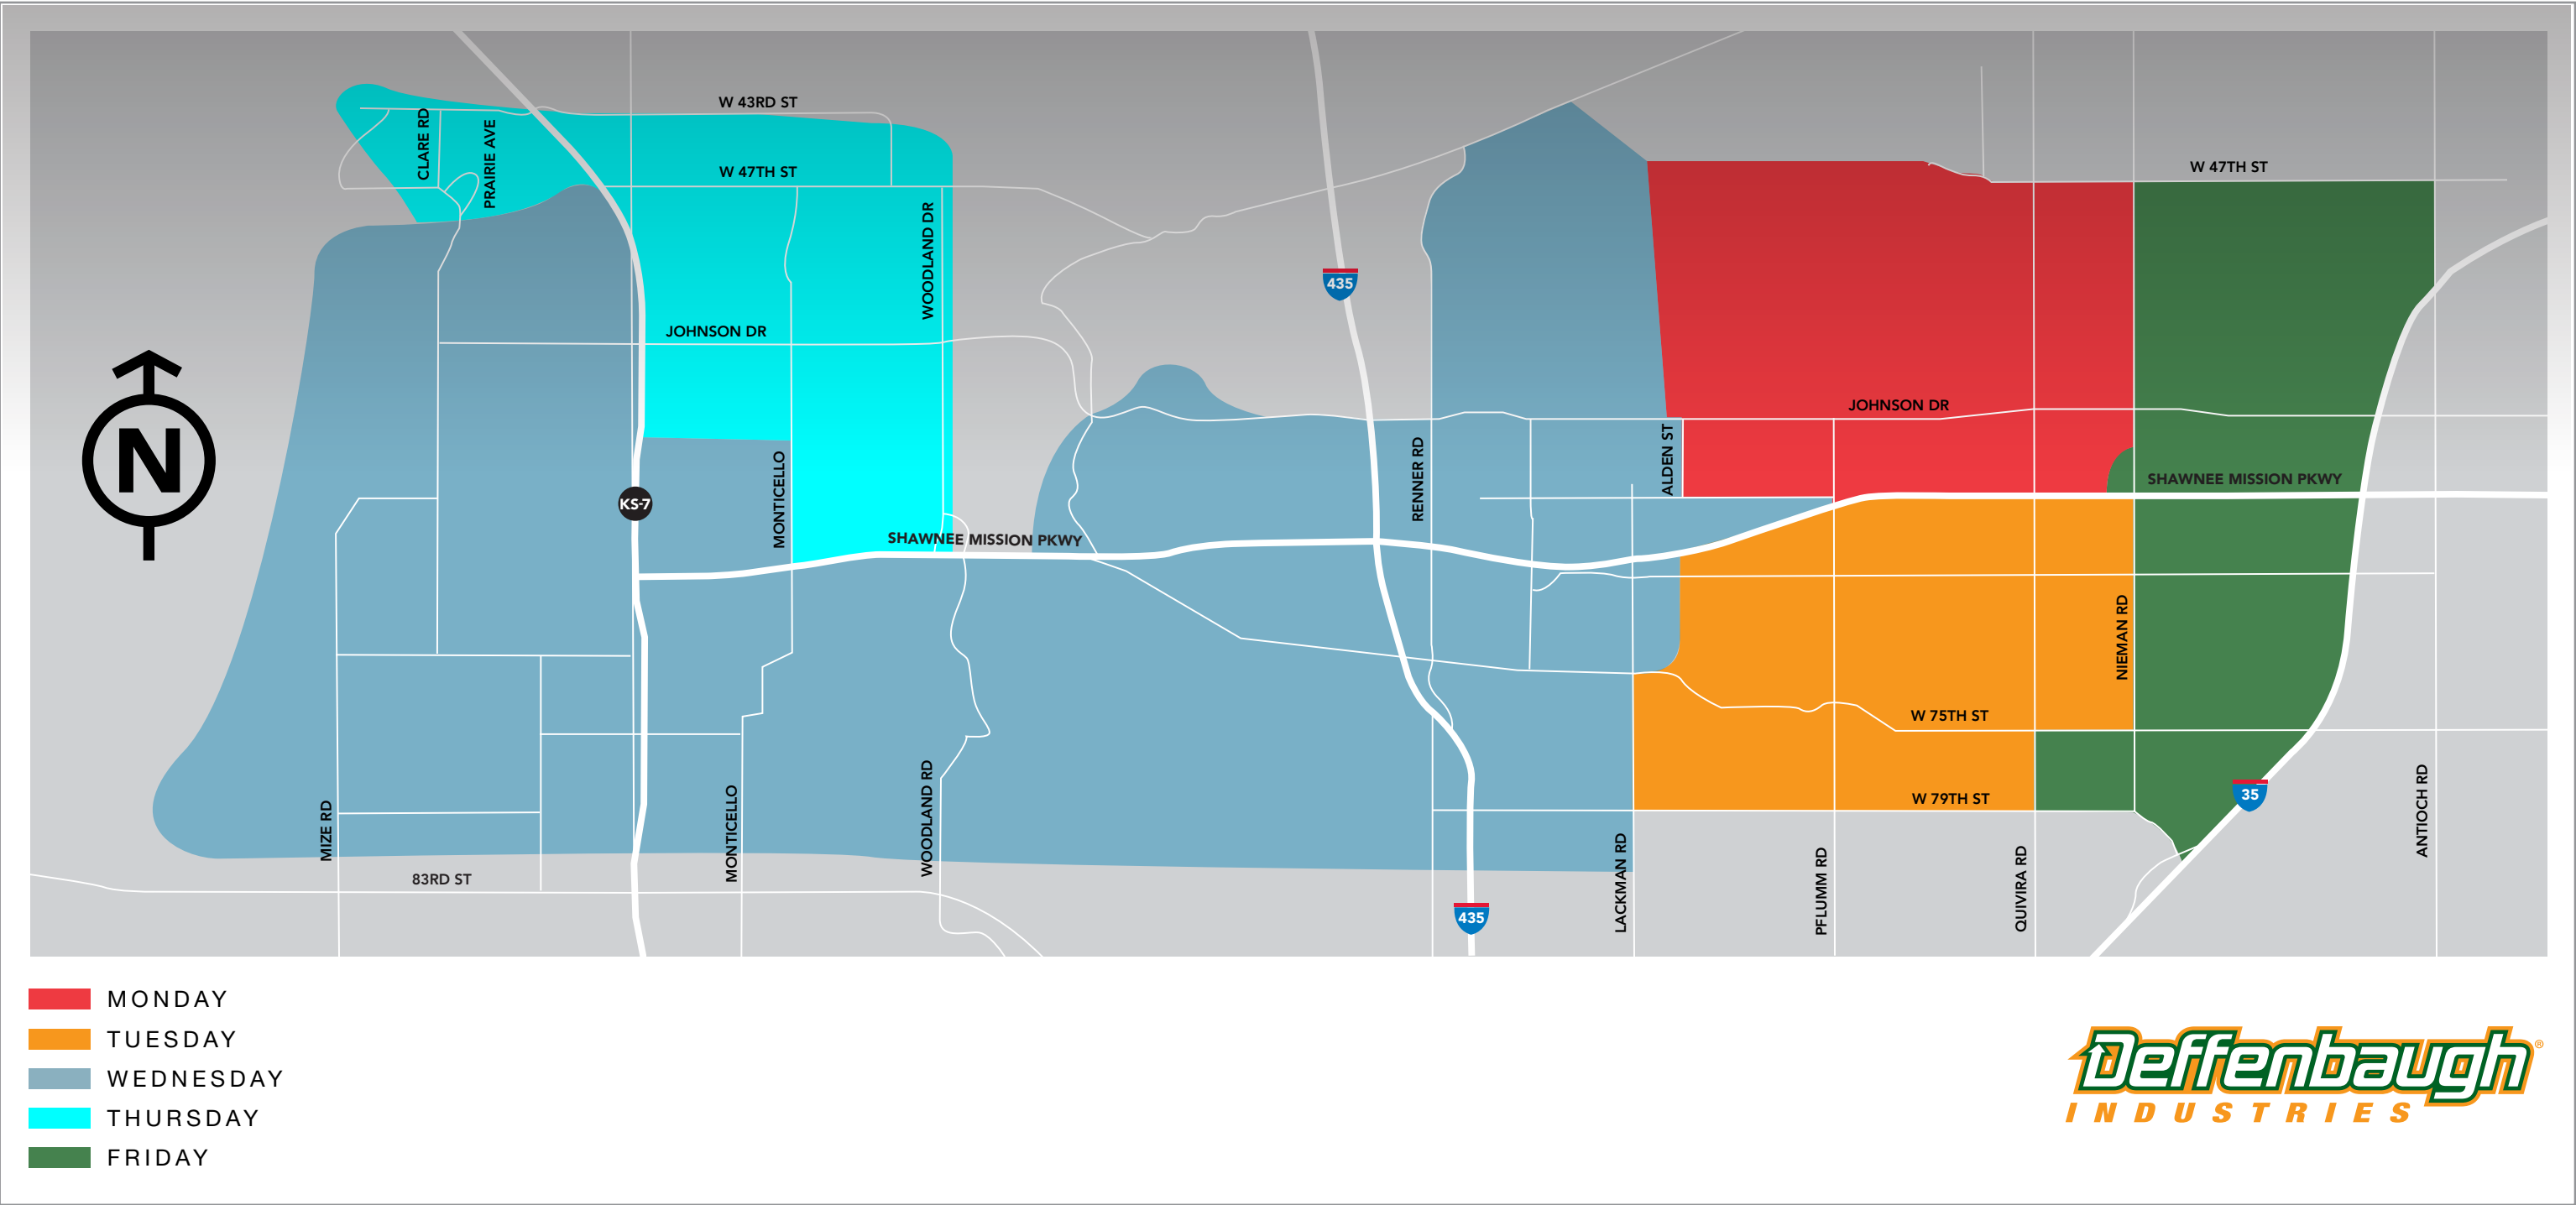 W 43RD ST
CLARE RD
PRAIRIE AVE
W 47TH ST
W 47TH ST
WOODLAND DR
435
JOHNSON DR
JOHNSON DR
N
ALDEN ST
RENNER RD
MONTICELLO
KS-7
SHAWNEE MISSION PKWY
SHAWNEE MISSION PKWY
NIEMAN RD
W 75TH ST
MIZE RD
MONTICELLO
WOODLAND RD
W 79TH ST
35
ANTIOCH RD
LACKMAN RD
PFLUMM RD
QUIVIRA RD
83RD ST
435
MONDAY
TUESDAY
WEDNESDAY
THURSDAY
FRIDAY
Deffenbaugh®
INDUSTRIES